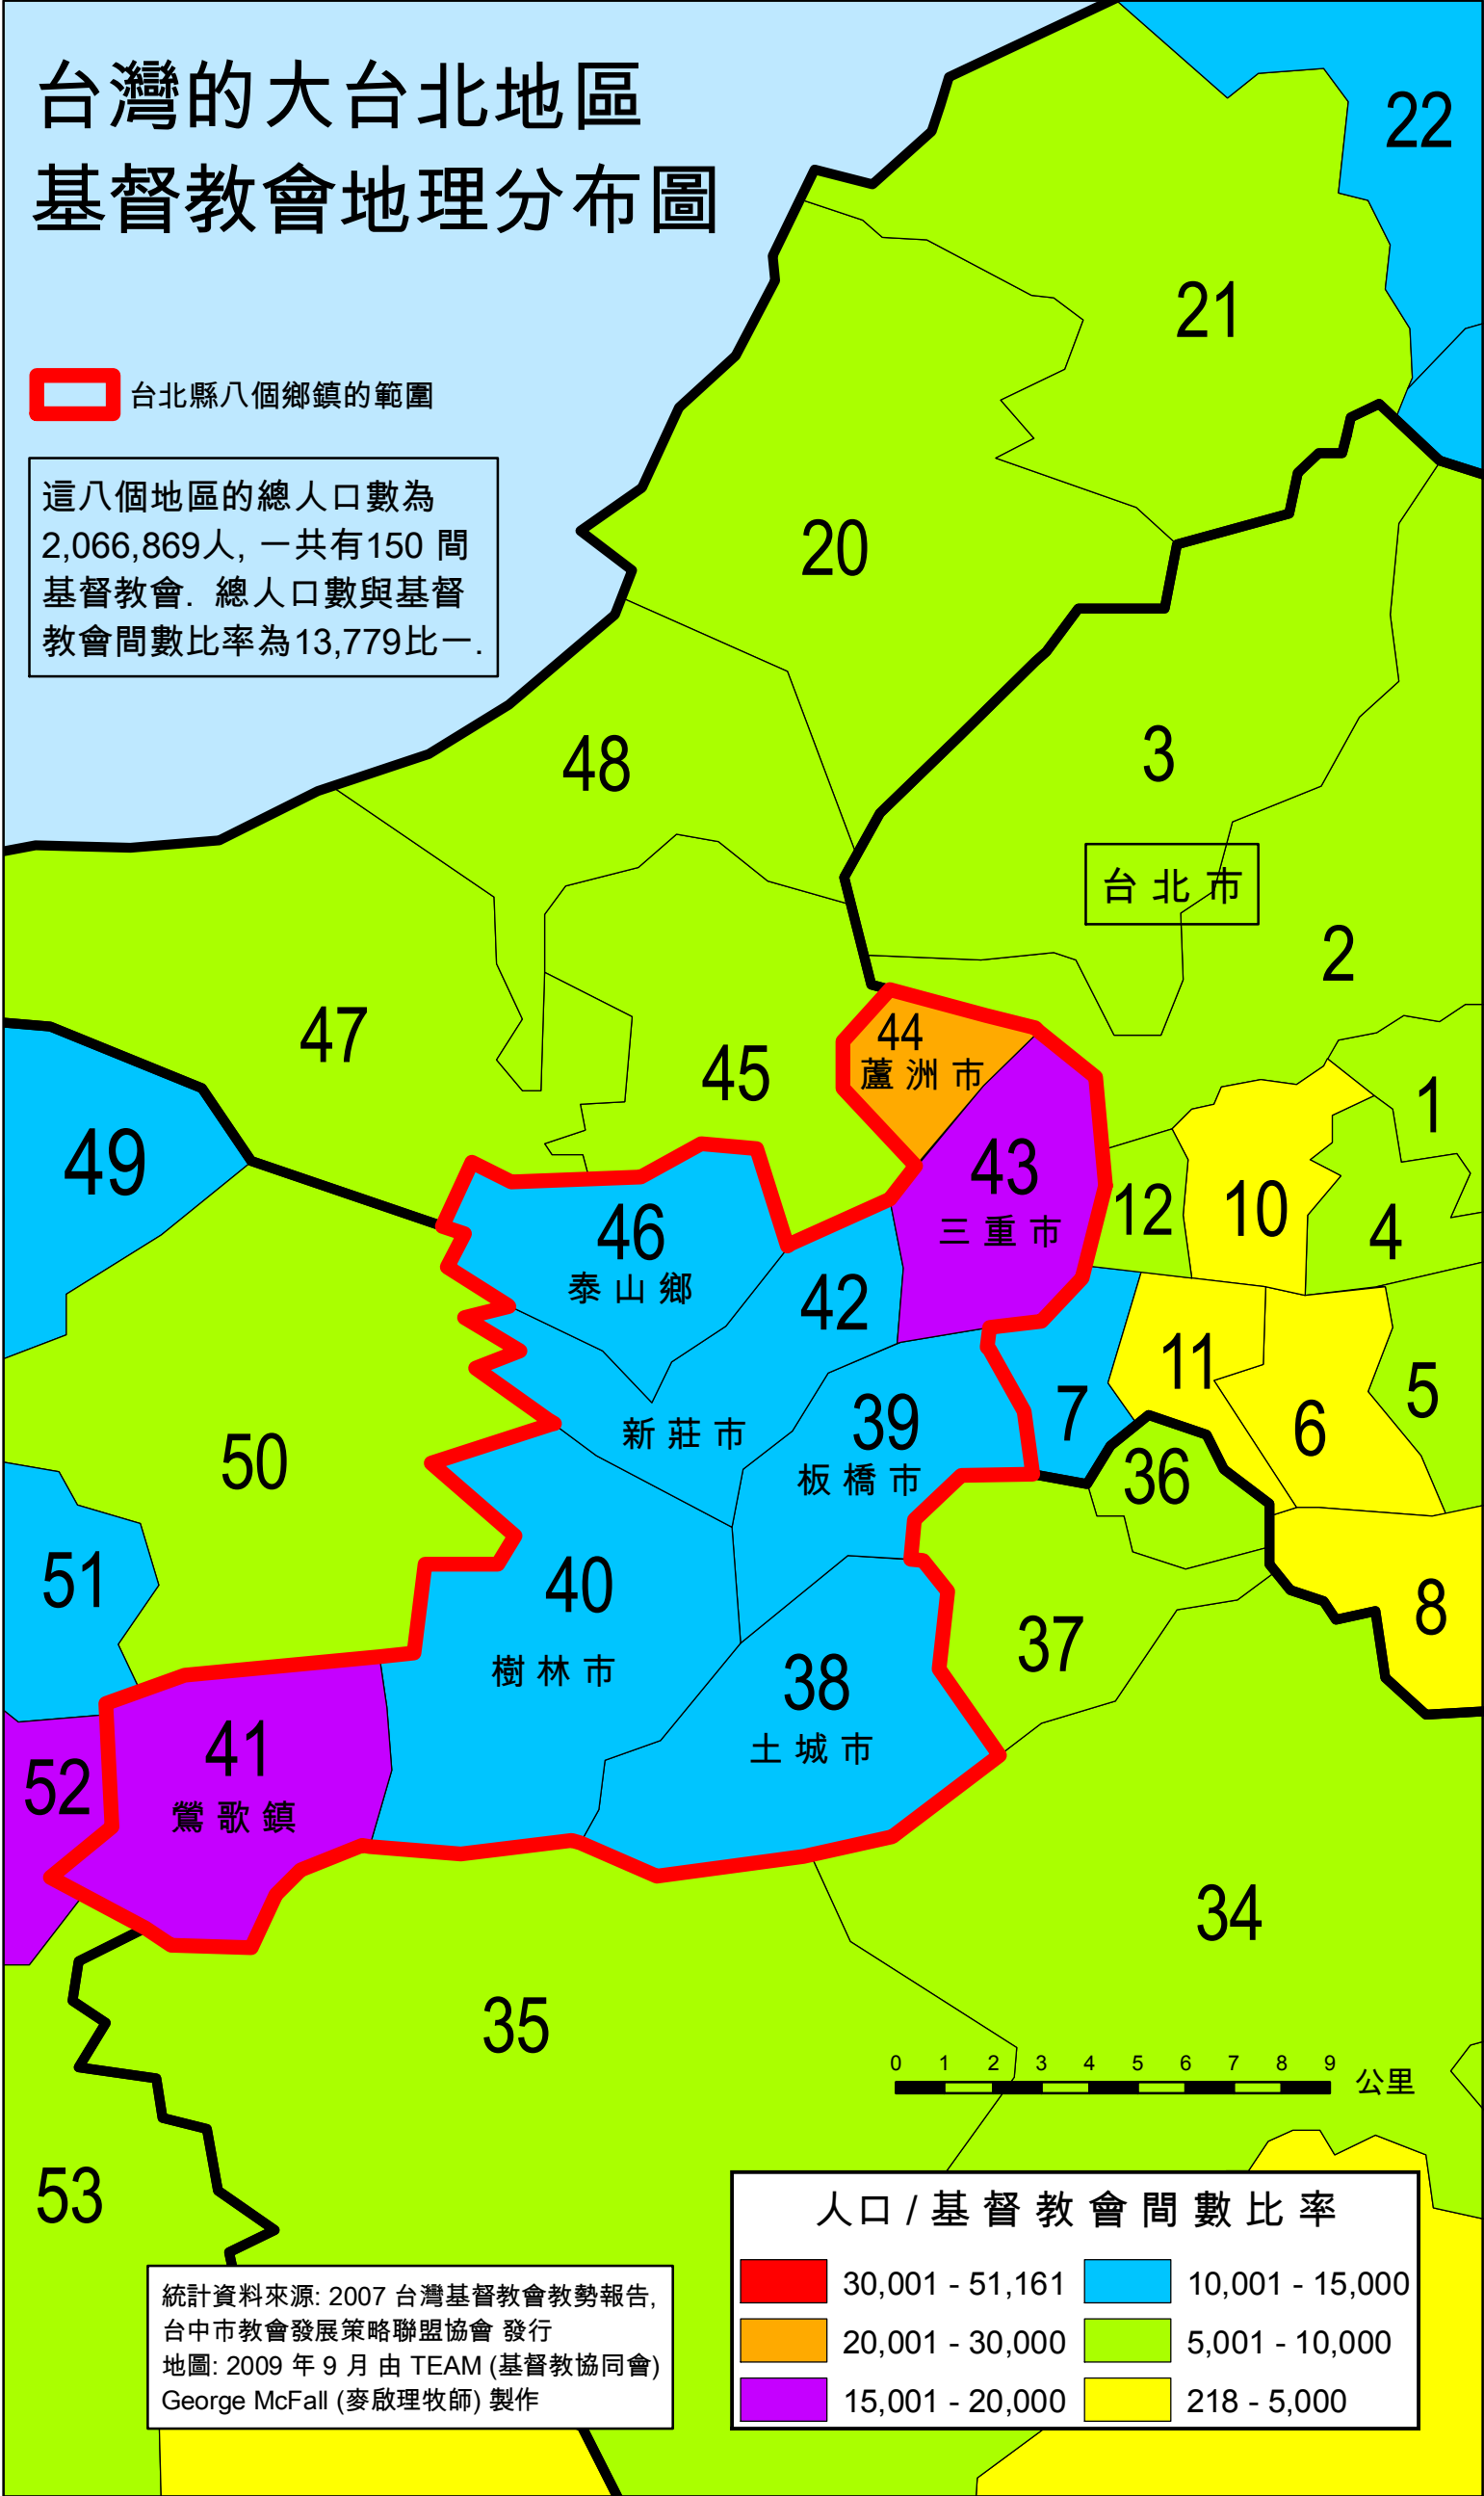 台灣的大台北地區
基督教會地理分布圖
台北縣八個鄉鎮的範圍
這八個地區的總人口數為
2,066,869人, 一共有150 間
基督教會. 總人口數與基督
教會間數比率為13,779比一.
22
21
20
48
3
台北市
2
47
45
44
蘆洲市
1
49
43
三重市
12
10
4
46
泰山鄉
42
新莊市
11
7
5
6
39
板橋市
36
50
51
40
樹林市
8
37
38
土城市
41
鶯歌鎮
52
34
35
0 1 2 3 4 5 6 7 8 9 公里
53
人口 / 基督教會間數比率
30,001 - 51,161
10,001 - 15,000
20,001 - 30,000
5,001 - 10,000
15,001 - 20,000
218 - 5,000
統計資料來源: 2007 台灣基督教會教勢報告,
台中市教會發展策略聯盟協會 發行
地圖: 2009 年 9 月 由 TEAM (基督教協同會)
George McFall (麥啟理牧師) 製作